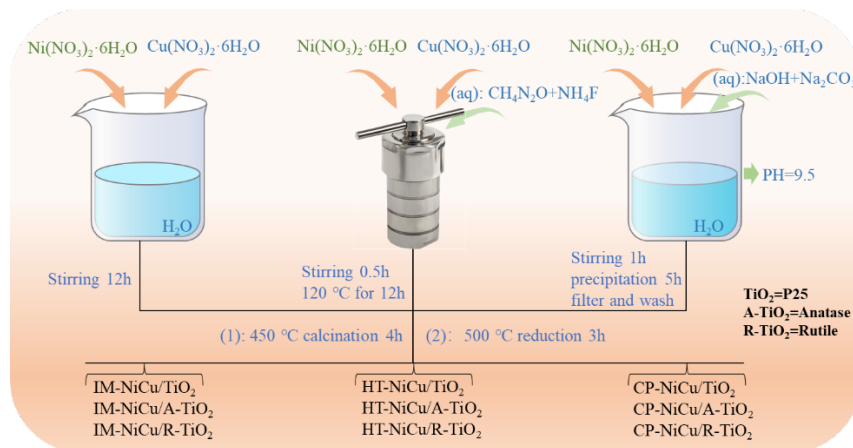 Ni(NO₃)₂·6H₂O Cu(NO₃)₂·6H₂O
Ni(NO₃)₂·6H₂O Cu(NO₃)₂·6H₂O
(aq): CH₄N₂O+NH₄F
Ni(NO₃)₂·6H₂O Cu(NO₃)₂·6H₂O
(aq):NaOH+Na₂CO₃
PH=9.5
H₂O
H₂O
Stirring 12h
Stirring 0.5h
120 °C for 12h
Stirring 1h
precipitation 5h
filter and wash
TiO₂=P25
A-TiO₂=Anatase
R-TiO₂=Rutile
(1): 450 °C calcination 4h
(2): 500 °C reduction 3h
IM-NiCu/TiO₂
IM-NiCu/A-TiO₂
IM-NiCu/R-TiO₂
HT-NiCu/TiO₂
HT-NiCu/A-TiO₂
HT-NiCu/R-TiO₂
CP-NiCu/TiO₂
CP-NiCu/A-TiO₂
CP-NiCu/R-TiO₂